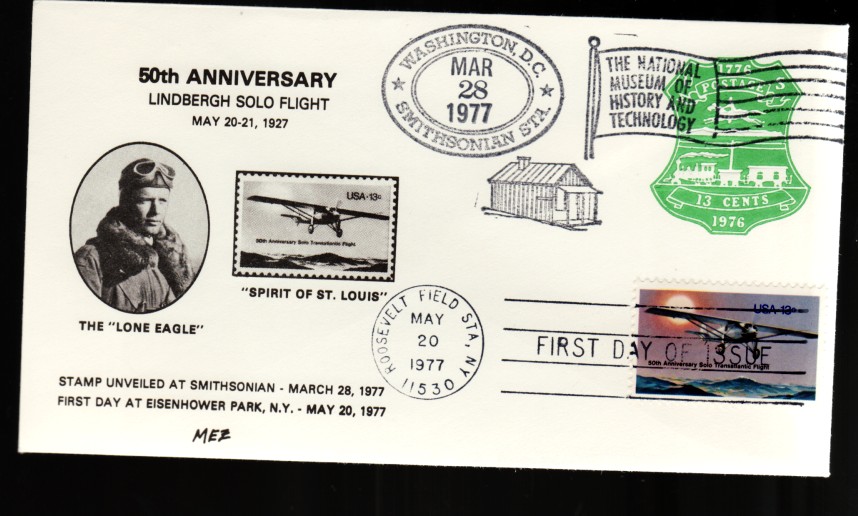 50th ANNIVERSARY
LINDBERGH SOLO FLIGHT
MAY 20-21, 1927
WASHINGTON, D.C.
MAR
28
1977
SMITHSONIAN STA.
THE NATIONAL
MUSEUM OF
HISTORY AND
TECHNOLOGY
1776
POSTAGE
13 CENTS
1976
USA·13c
50th Anniversary Solo Transatlantic Flight
"SPIRIT OF ST. LOUIS"
THE "LONE EAGLE"
ROOSEVELT FIELD STA, NY
MAY
20
1977
11530
USA·13c
FIRST DAY OF ISSUE
50th Anniversary Solo Transatlantic Flight
STAMP UNVEILED AT SMITHSONIAN - MARCH 28, 1977
FIRST DAY AT EISENHOWER PARK, N.Y. - MAY 20, 1977
MEZ